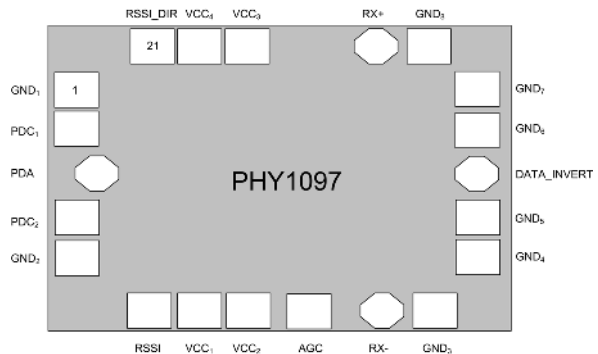 RSSI_DIR VCC₄ VCC₃ RX+ GND₈
21
GND₁ 1 GND₇
PDC₁ GND₆
PDA PHY1097 DATA_INVERT
PDC₂ GND₅
GND₂ GND₄
RSSI VCC₁ VCC₂ AGC RX- GND₃